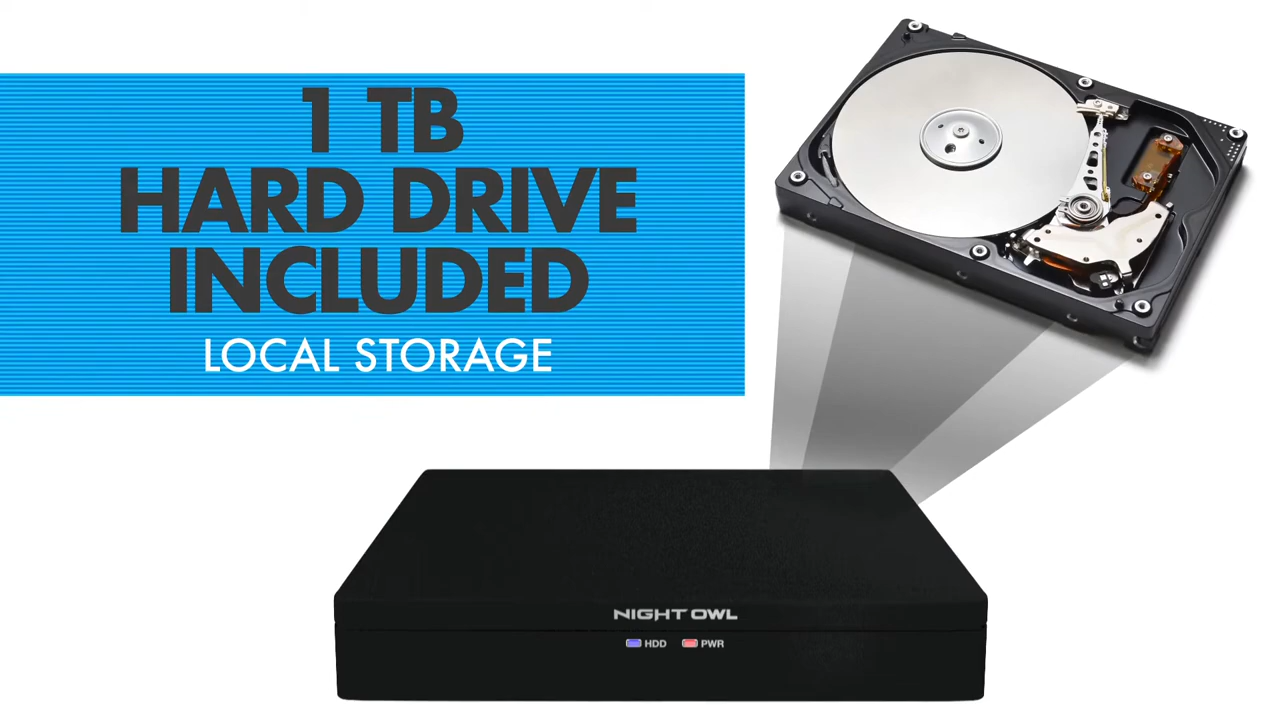 1 TB
HARD DRIVE
INCLUDED
LOCAL STORAGE
NIGHT OWL
HDD PWR